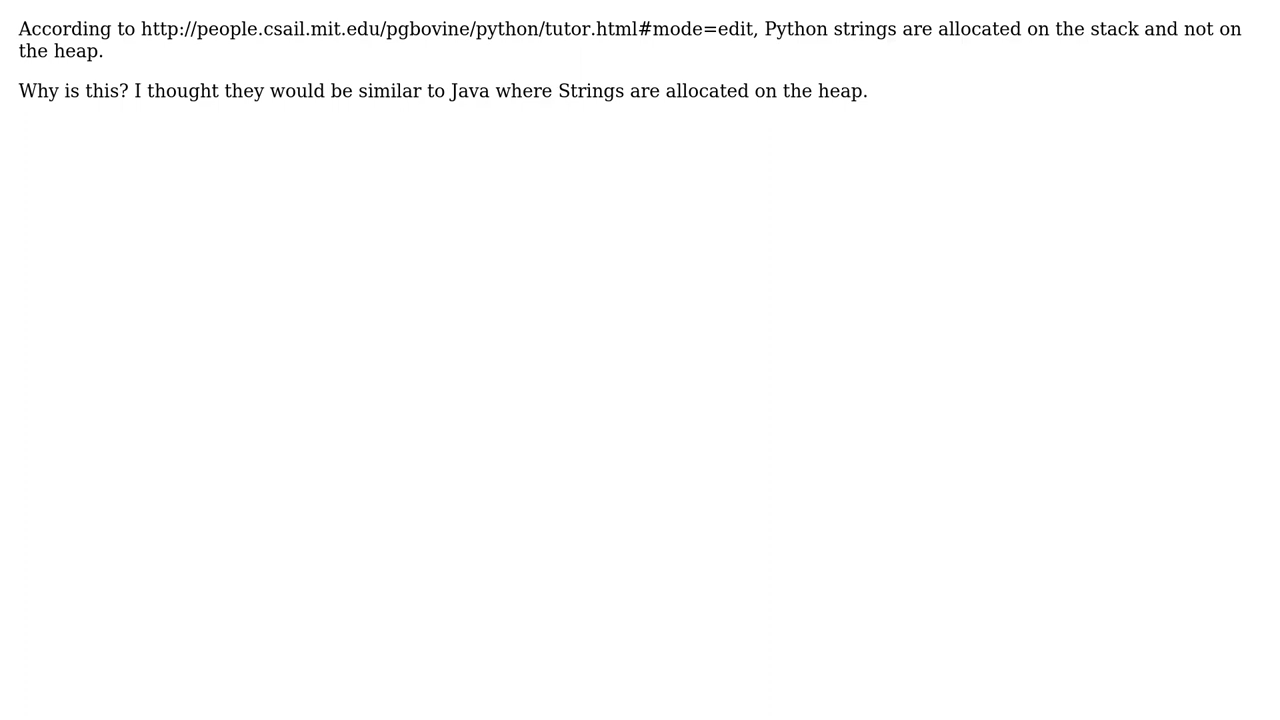 According to http://people.csail.mit.edu/pgbovine/python/tutor.html#mode=edit, Python strings are allocated on the stack and not on
the heap.
Why is this? I thought they would be similar to Java where Strings are allocated on the heap.